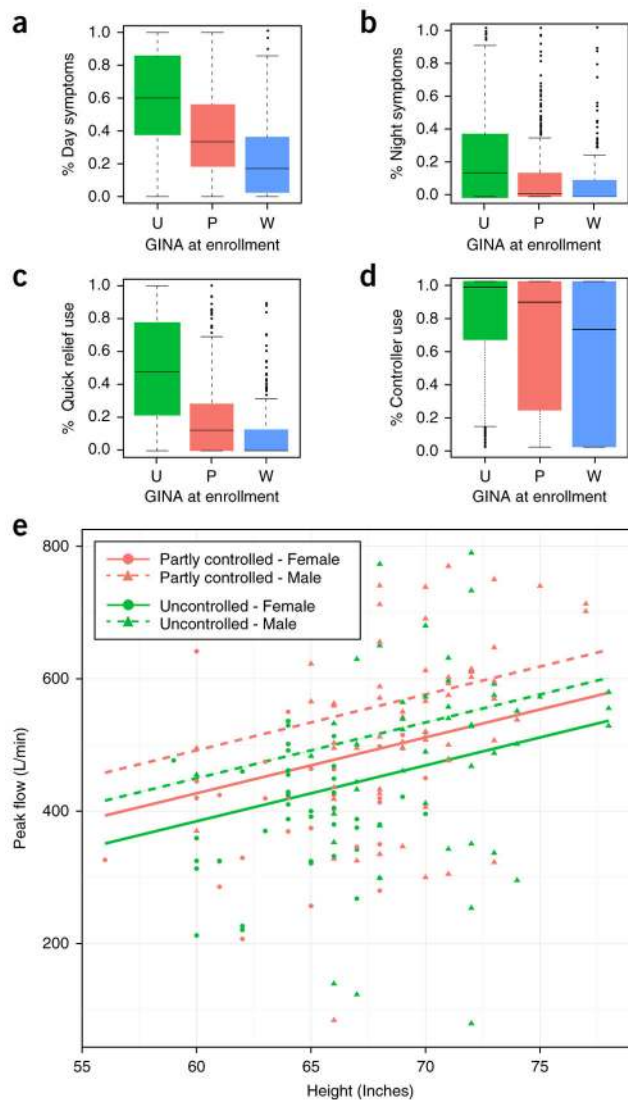 a
% Day symptoms
1.0
0.8
0.6
0.4
0.2
0.0
U P W
GINA at enrollment
b
% Night symptoms
1.0
0.8
0.6
0.4
0.2
0.0
U P W
GINA at enrollment
c
% Quick relief use
1.0
0.8
0.6
0.4
0.2
0.0
U P W
GINA at enrollment
d
% Controller use
1.0
0.8
0.6
0.4
0.2
0.0
U P W
GINA at enrollment
e
Peak flow (L/min)
800
600
400
200
Partly controlled - Female
Partly controlled - Male
Uncontrolled - Female
Uncontrolled - Male
55 60 65 70 75
Height (Inches)